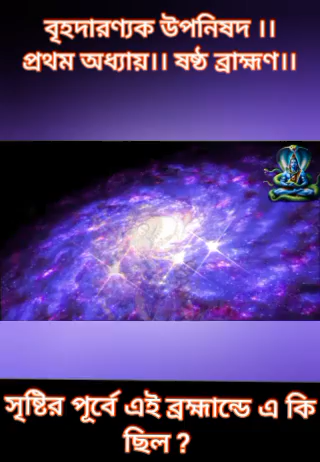 বৃহদারণ্যক উপনিষদ ।।
প্রথম অধ্যায়।। ষষ্ঠ ব্রাহ্মণ।।
সৃষ্টির পূর্বে এই ব্রহ্মান্ডে এ কি
ছিল ?